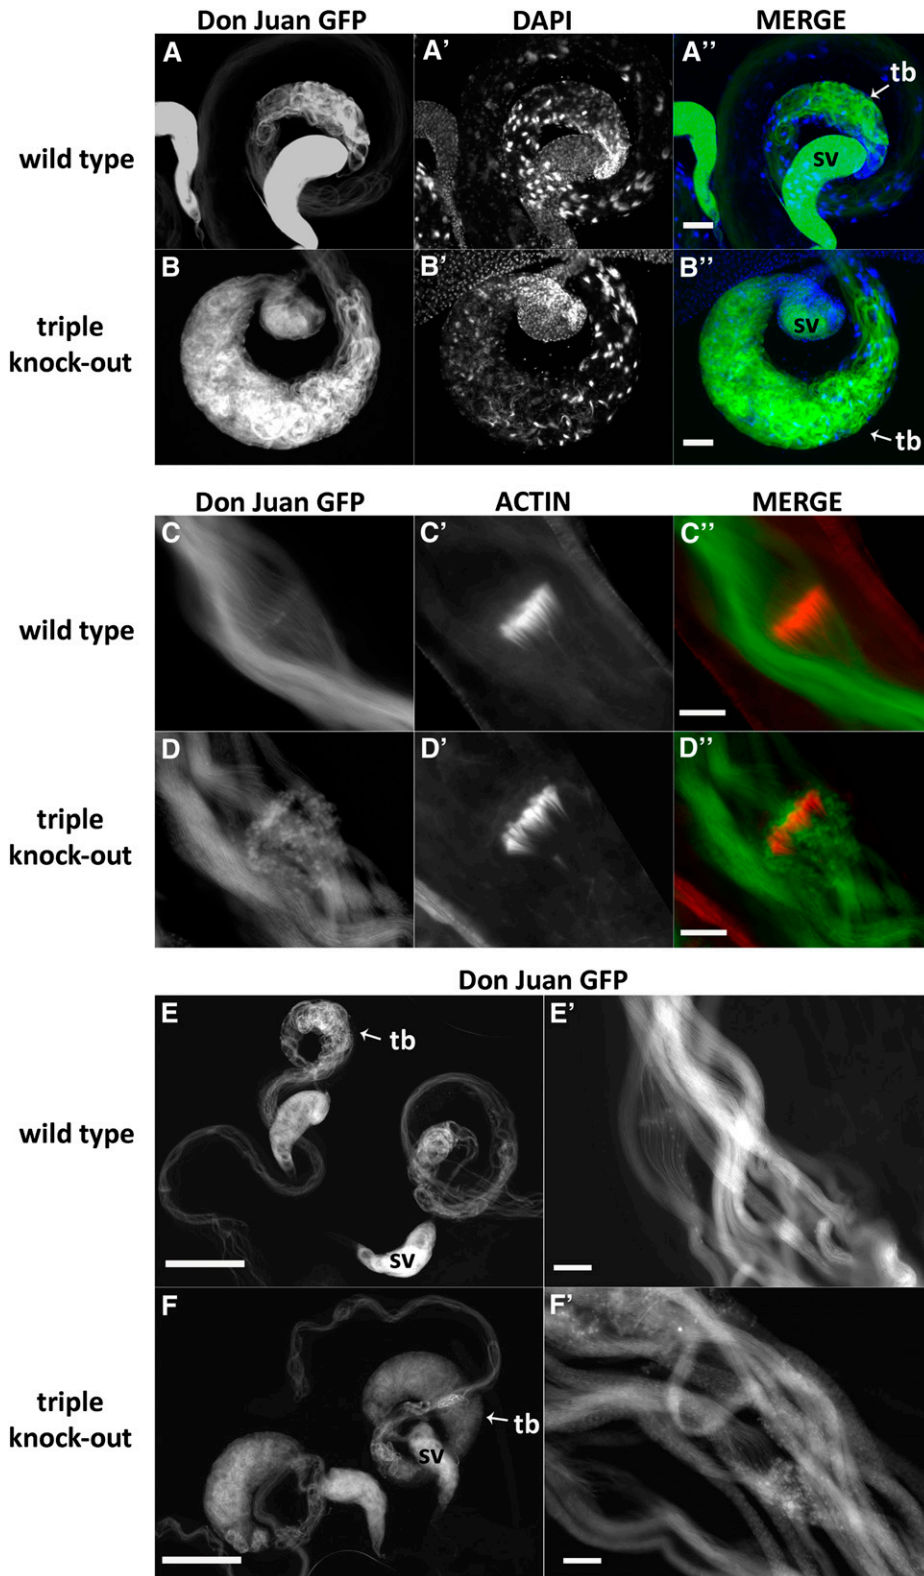 Don Juan GFP DAPI MERGE
wild type
A A' A'' tb
sv
triple
knock-out
B B' B''
sv
tb
Don Juan GFP ACTIN MERGE
wild type
C C' C''
triple
knock-out
D D' D''
Don Juan GFP
wild type
E E'
tb
sv
triple
knock-out
F F'
tb
sv